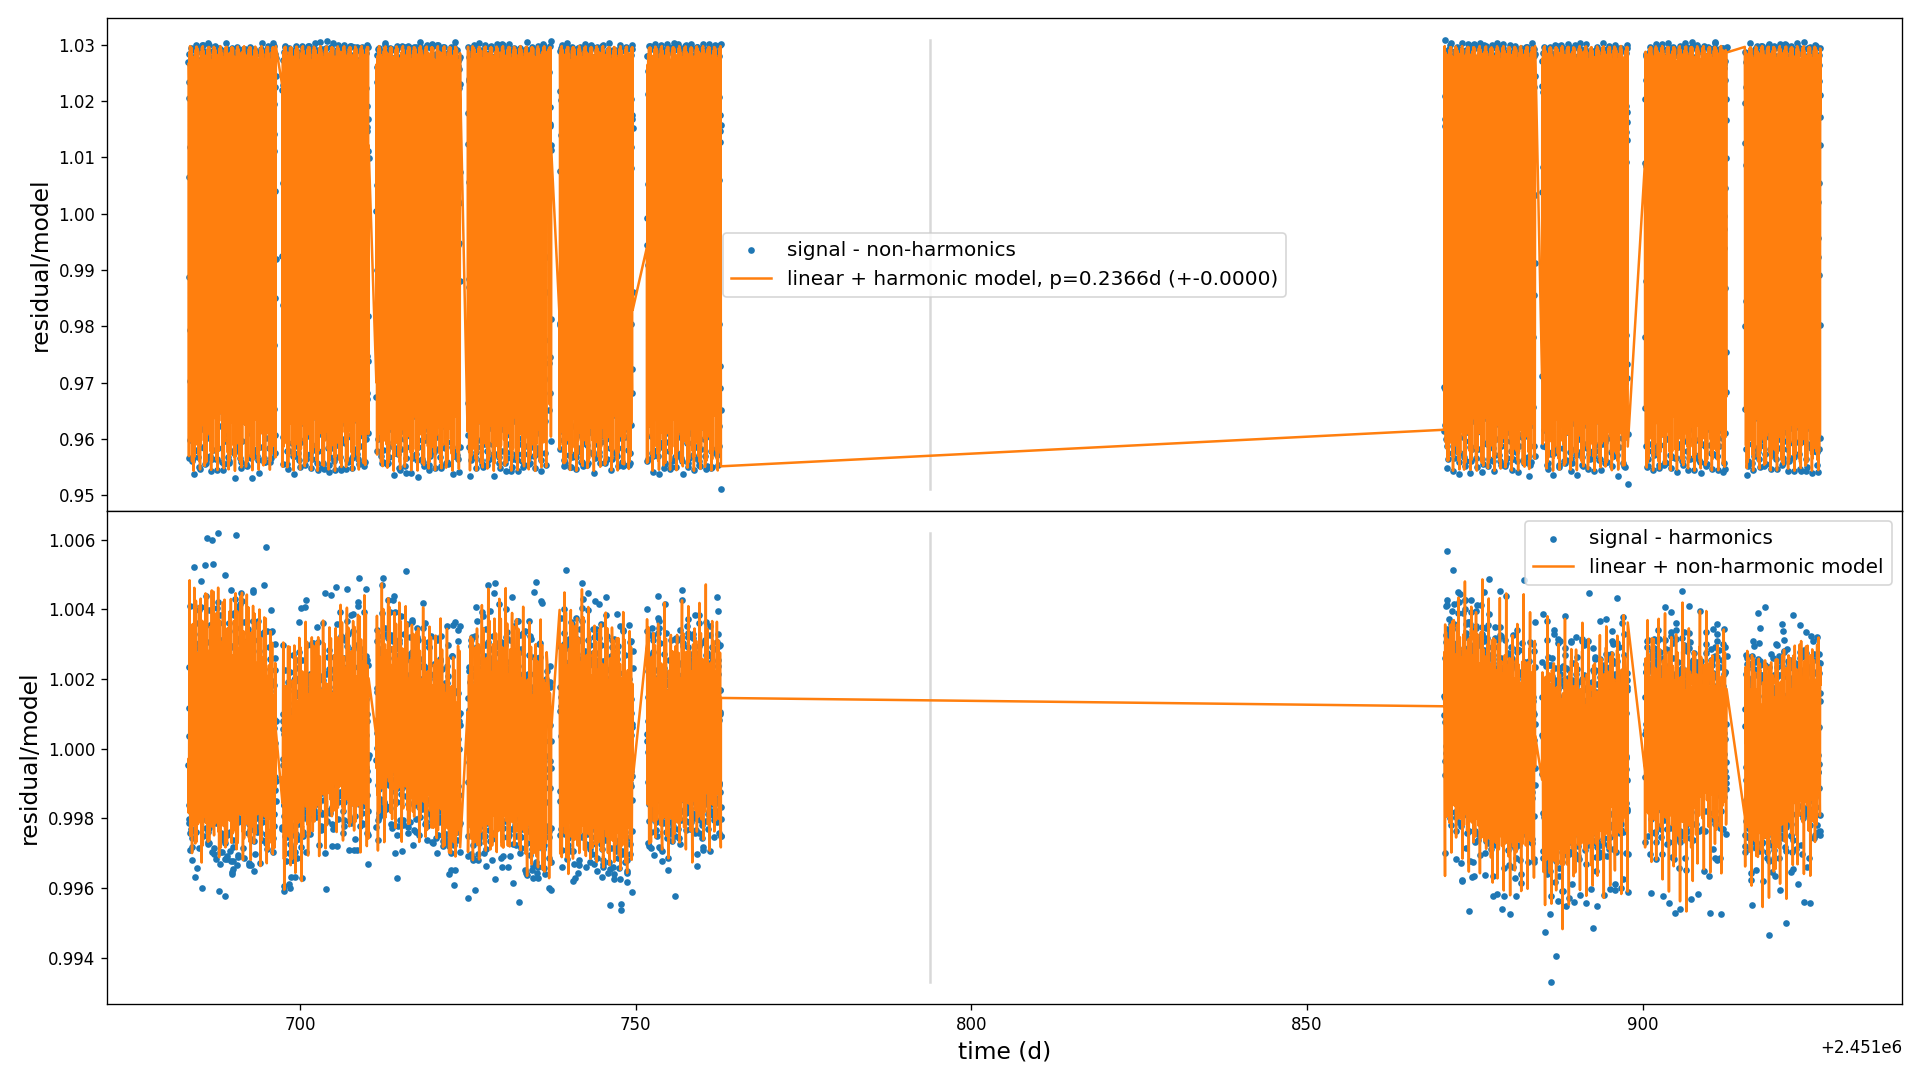 1.03
1.02
1.01
1.00
0.99
0.98
0.97
0.96
0.95
residual/model
signal - non-harmonics
linear + harmonic model, p=0.2366d (+-0.0000)
1.006
1.004
1.002
1.000
0.998
0.996
0.994
residual/model
signal - harmonics
linear + non-harmonic model
700
750
800
850
900
time (d)
+2.451e6